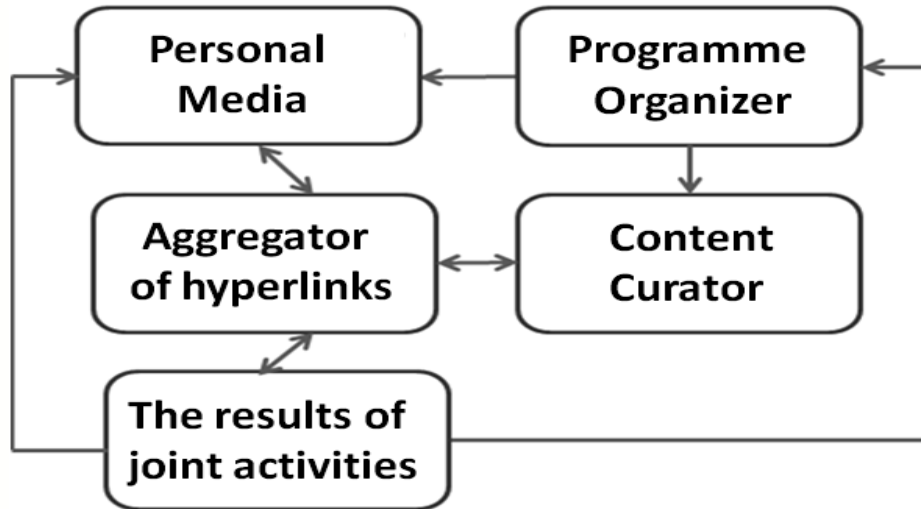 Personal
Media
Programme
Organizer
Aggregator
of hyperlinks
Content
Curator
The results of
joint activities